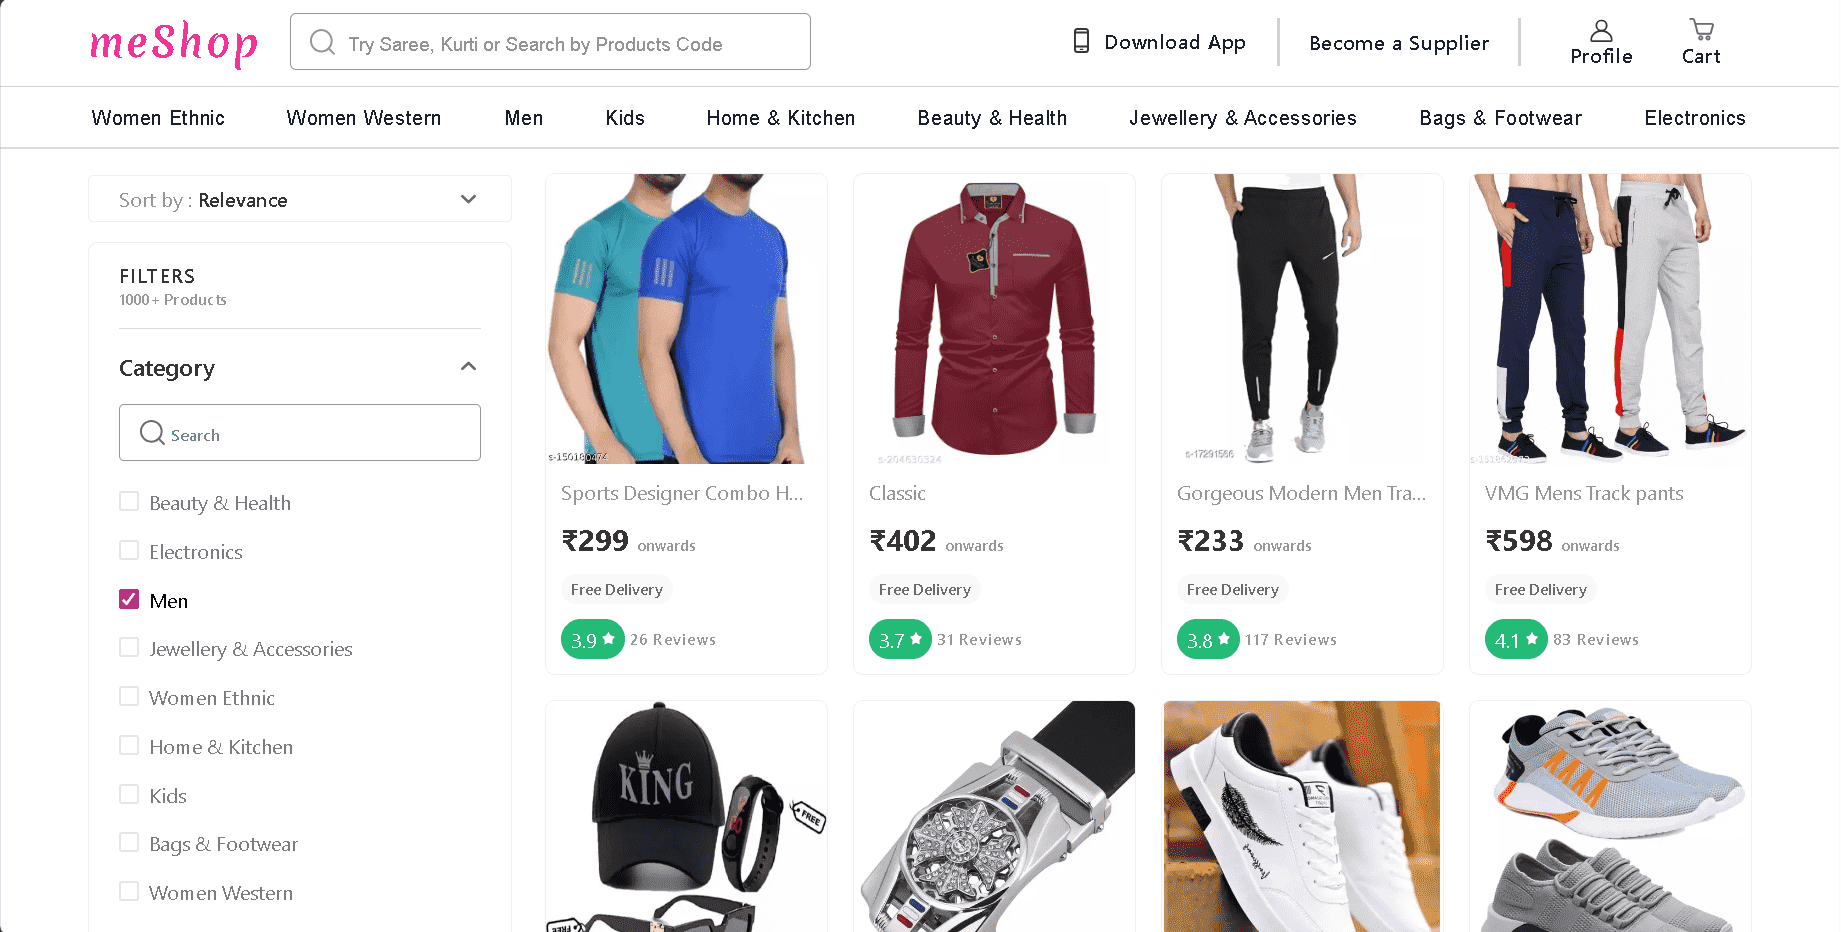 meShop
Try Saree, Kurti or Search by Products Code
Download App
Become a Supplier
Profile
Cart
Women Ethnic
Women Western
Men
Kids
Home & Kitchen
Beauty & Health
Jewellery & Accessories
Bags & Footwear
Electronics
Sort by : Relevance
FILTERS
1000+ Products
Category
Search
Beauty & Health
Electronics
Men
Jewellery & Accessories
Women Ethnic
Home & Kitchen
Kids
Bags & Footwear
Women Western
s-150180474
Sports Designer Combo H...
₹299 onwards
Free Delivery
3.9 26 Reviews
s-204630324
Classic
₹402 onwards
Free Delivery
3.7 31 Reviews
s-17291566
Gorgeous Modern Men Tra...
₹233 onwards
Free Delivery
3.8 117 Reviews
VMG Mens Track pants
₹598 onwards
Free Delivery
4.1 83 Reviews
KING
FREE
FREE